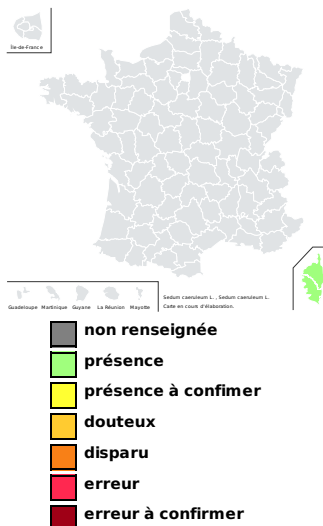 Île-de-France
Sedum caeruleum L. , Sedum caeruleum L.
Carte en cours d'élaboration.
Guadeloupe Martinique Guyane La Réunion Mayotte
non renseignée
présence
présence à confimer
douteux
disparu
erreur
erreur à confirmer